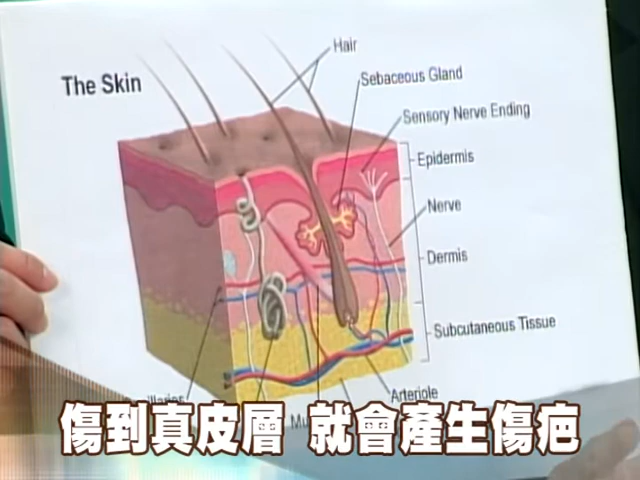 The Skin
Hair
Sebaceous Gland
Sensory Nerve Ending
Epidermis
Nerve
Dermis
Subcutaneous Tissue
Arteriole
傷到真皮層 就會產生傷疤